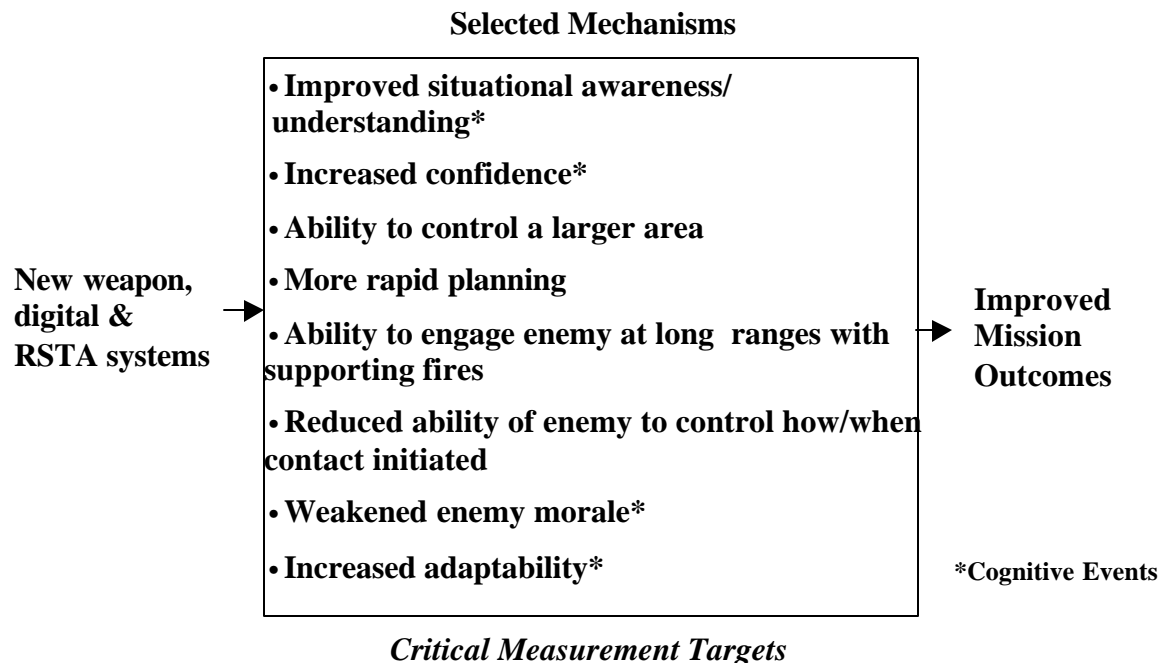 Selected Mechanisms
• Improved situational awareness/
understanding*
• Increased confidence*
• Ability to control a larger area
• More rapid planning
• Ability to engage enemy at long ranges with
supporting fires
• Reduced ability of enemy to control how/when
contact initiated
• Weakened enemy morale*
• Increased adaptability*
New weapon,
digital &
RSTA systems
Improved
Mission
Outcomes
*Cognitive Events
Critical Measurement Targets